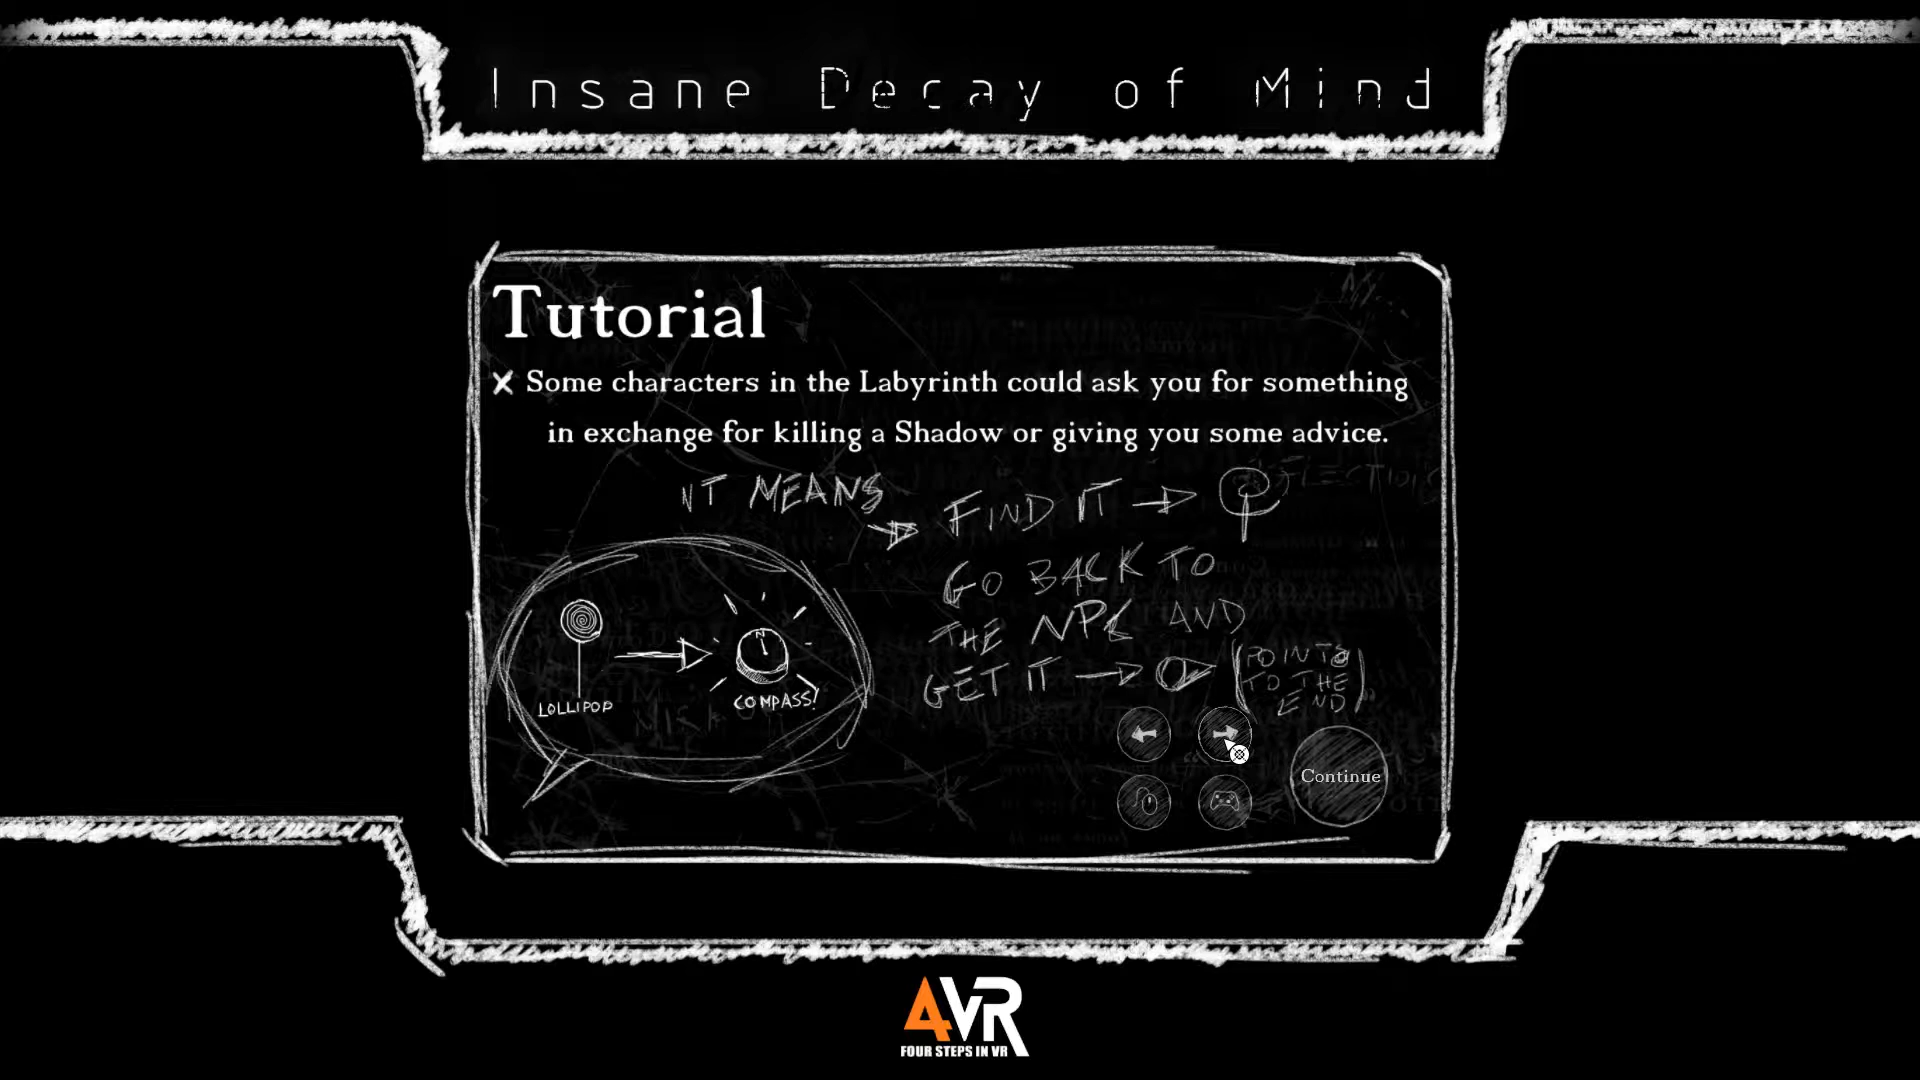 Insane Decay of Mind
Tutorial
Some characters in the Labyrinth could ask you for something
in exchange for killing a Shadow or giving you some advice.
IT MEANS
FIND IT
GO BACK TO
THE NPC AND
GET IT
(POINTS
TO THE
END)
N
LOLLIPOP
COMPASS!
Continue
4VR
FOUR STEPS IN VR